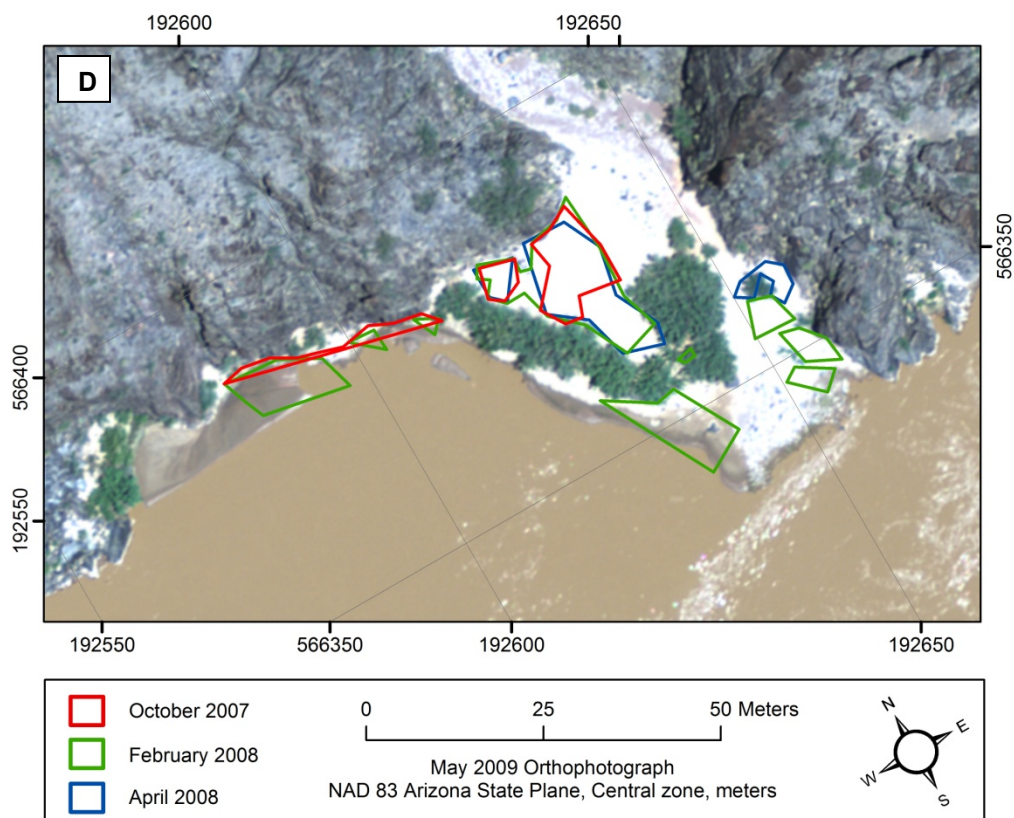 192600 192650
D
566350
566400
192550
192550 566350 192600 192650
October 2007
February 2008
April 2008
0 25 50 Meters
May 2009 Orthophotograph
NAD 83 Arizona State Plane, Central zone, meters
N
E
W
S